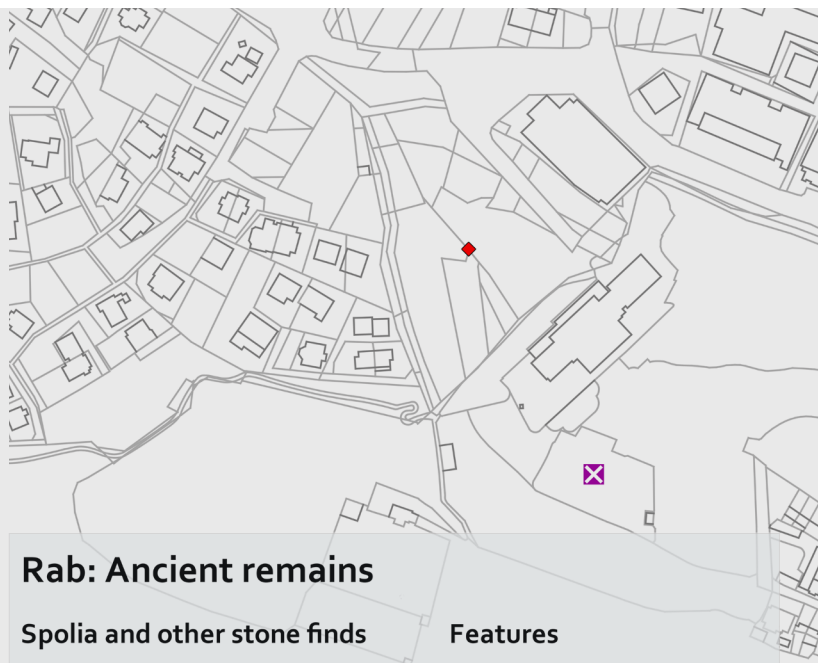 Rab: Ancient remains
Spolia and other stone finds
Features